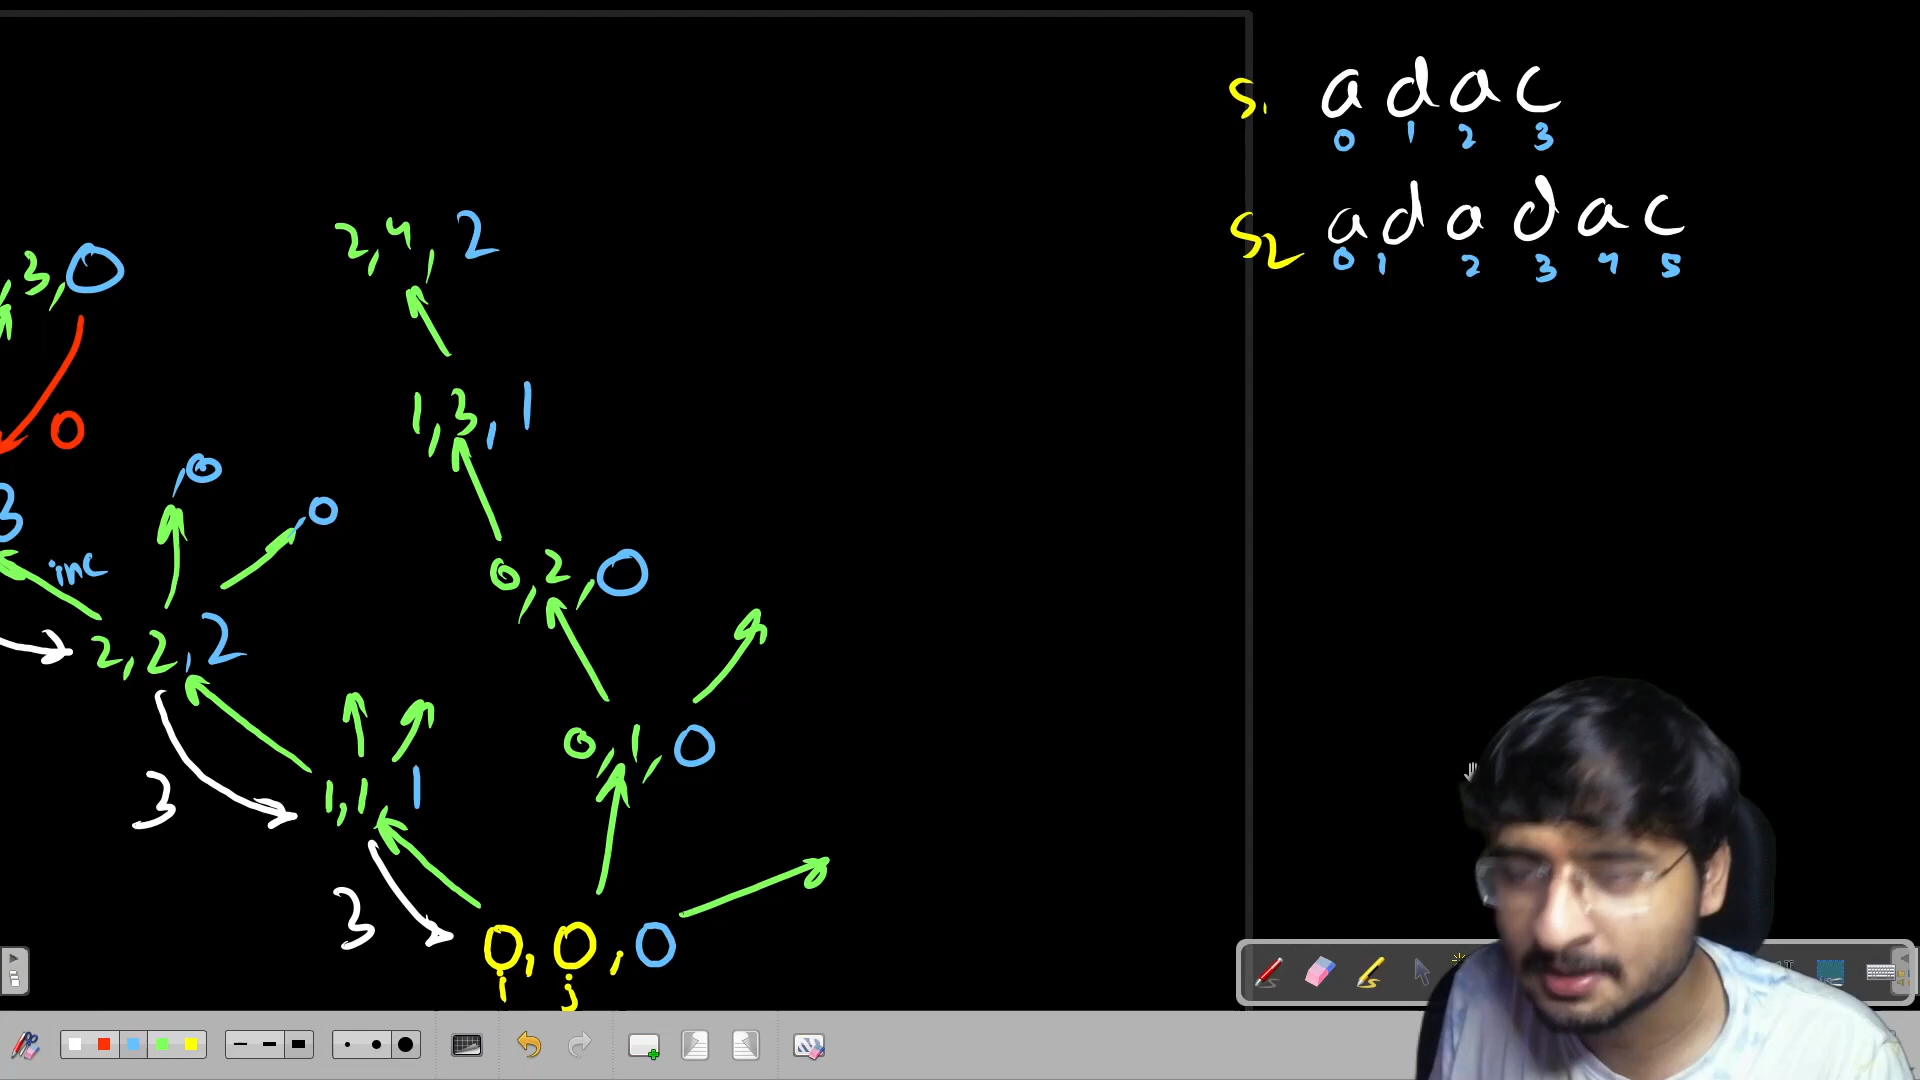 S1 a d a c
0 1 2 3
S2 a d a d a c
0 1 2 3 4 5
2,4,2
,3,0
1,3,1
0
,0
3
,0
inc
0,2,0
2,2,2
0,1,0
3
1,1 1
3
0,0,0
i j